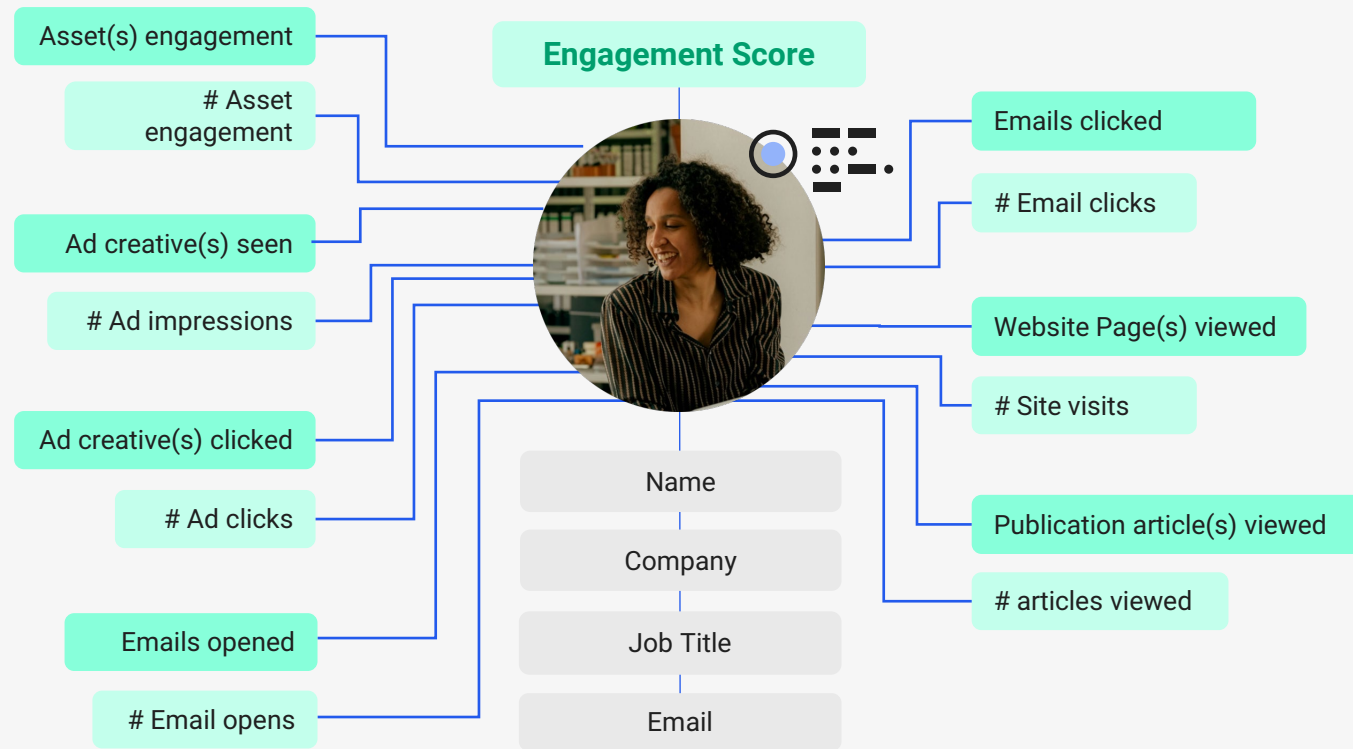 Asset(s) engagement
# Asset
engagement
Ad creative(s) seen
# Ad impressions
Ad creative(s) clicked
# Ad clicks
Emails opened
# Email opens
Engagement Score
Name
Company
Job Title
Email
Emails clicked
# Email clicks
Website Page(s) viewed
# Site visits
Publication article(s) viewed
# articles viewed